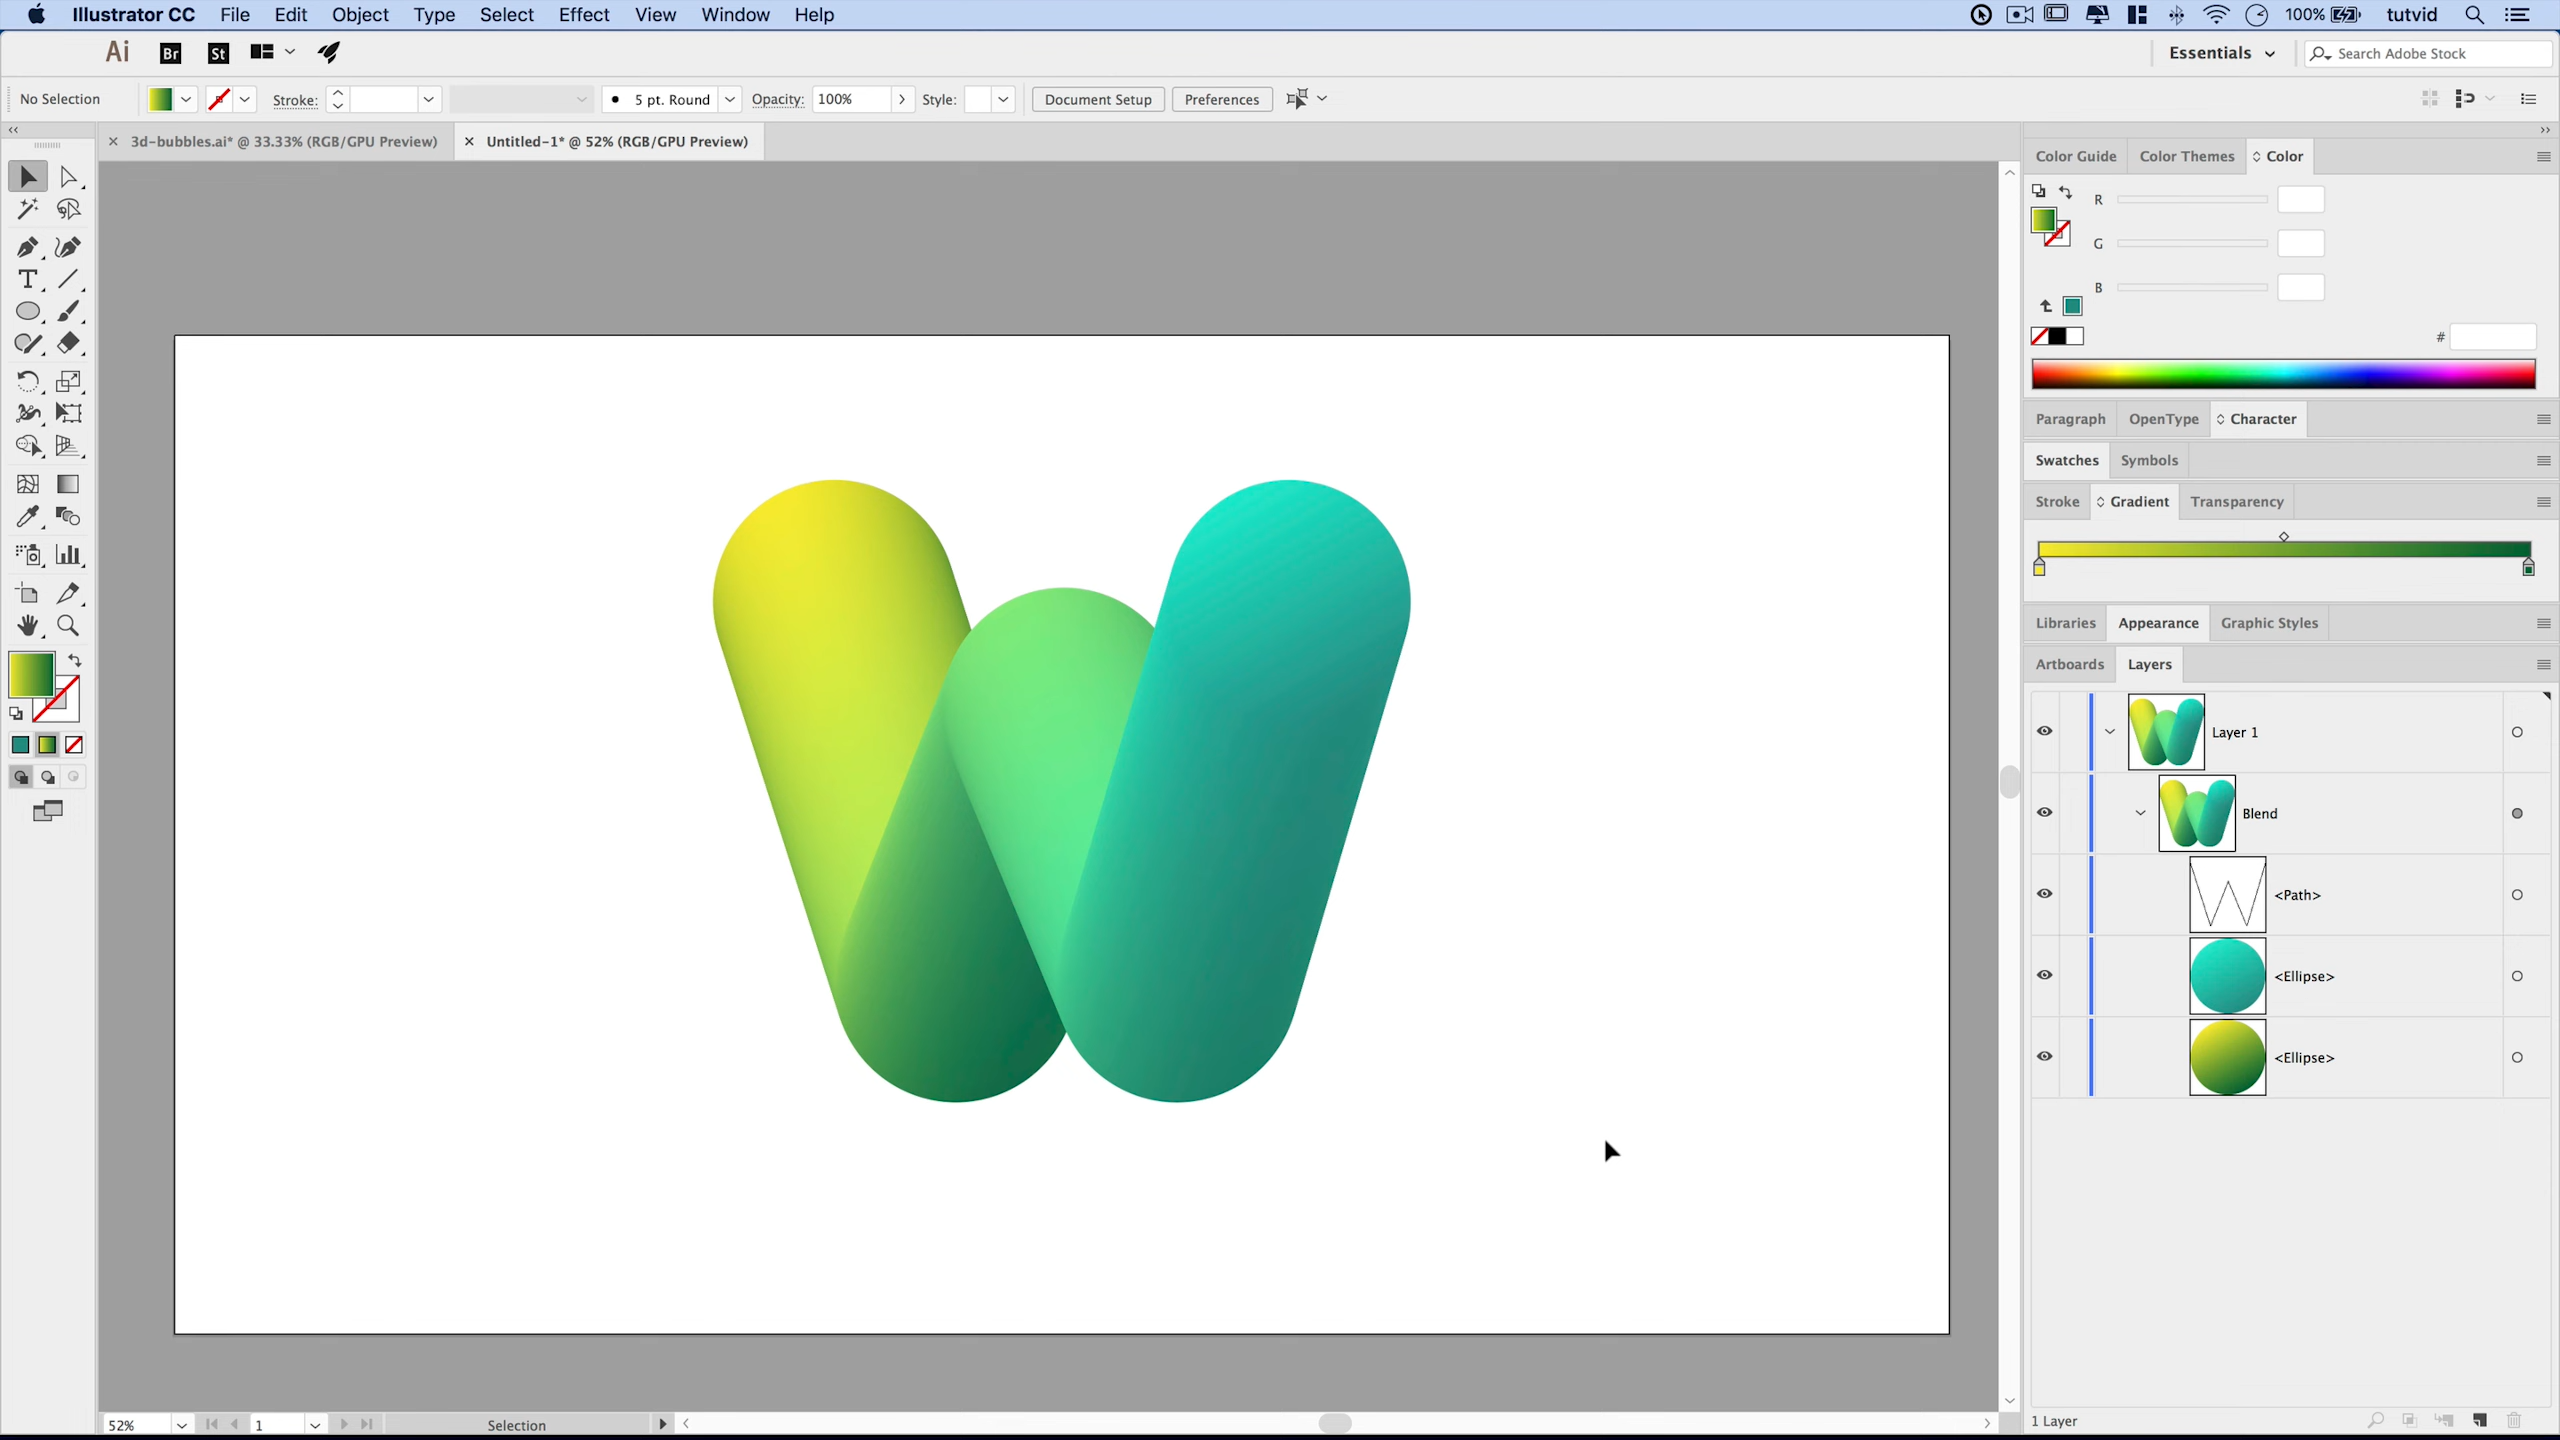 Illustrator CC File Edit Object Type Select Effect View Window Help 100% tutvid
Ai Br St Essentials Search Adobe Stock
No Selection Stroke: 5 pt. Round Opacity: 100% Style: Document Setup Preferences
3d-bubbles.ai* @ 33.33% (RGB/GPU Preview) Untitled-1* @ 52% (RGB/GPU Preview)
Color Guide Color Themes Color
R
G
B
#
Paragraph OpenType Character
Swatches Symbols
Stroke Gradient Transparency
Libraries Appearance Graphic Styles
Artboards Layers
Layer 1
Blend
<Path>
<Ellipse>
<Ellipse>
52% 1 Selection
1 Layer